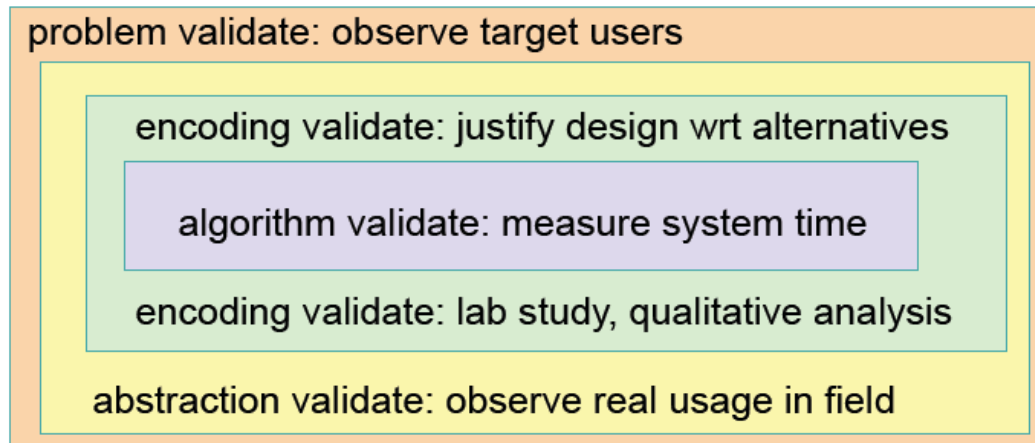 problem validate: observe target users
encoding validate: justify design wrt alternatives
algorithm validate: measure system time
encoding validate: lab study, qualitative analysis
abstraction validate: observe real usage in field